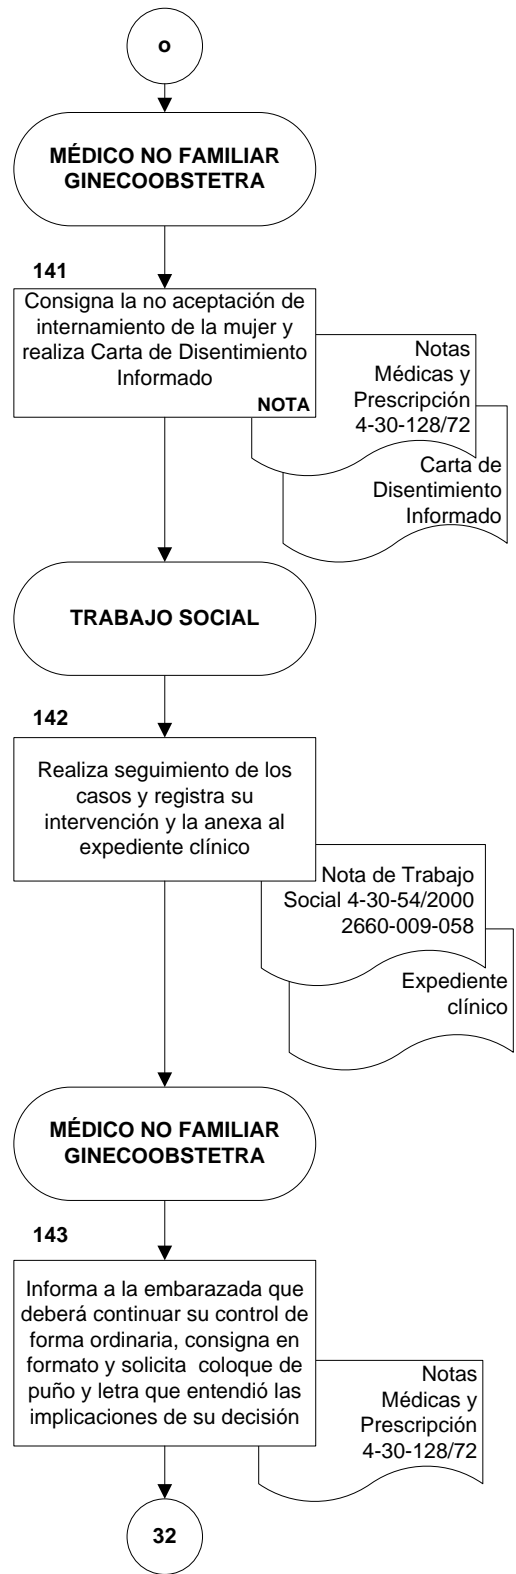 o
MÉDICO NO FAMILIAR
GINECOOBSTETRA
141
Consigna la no aceptación de
internamiento de la mujer y
realiza Carta de Disentimiento
Informado
NOTA
Notas
Médicas y
Prescripción
4-30-128/72
Carta de
Disentimiento
Informado
TRABAJO SOCIAL
142
Realiza seguimiento de los
casos y registra su
intervención y la anexa al
expediente clínico
Nota de Trabajo
Social 4-30-54/2000
2660-009-058
Expediente
clínico
MÉDICO NO FAMILIAR
GINECOOBSTETRA
143
Informa a la embarazada que
deberá continuar su control de
forma ordinaria, consigna en
formato y solicita coloque de
puño y letra que entendió las
implicaciones de su decisión
Notas
Médicas y
Prescripción
4-30-128/72
32